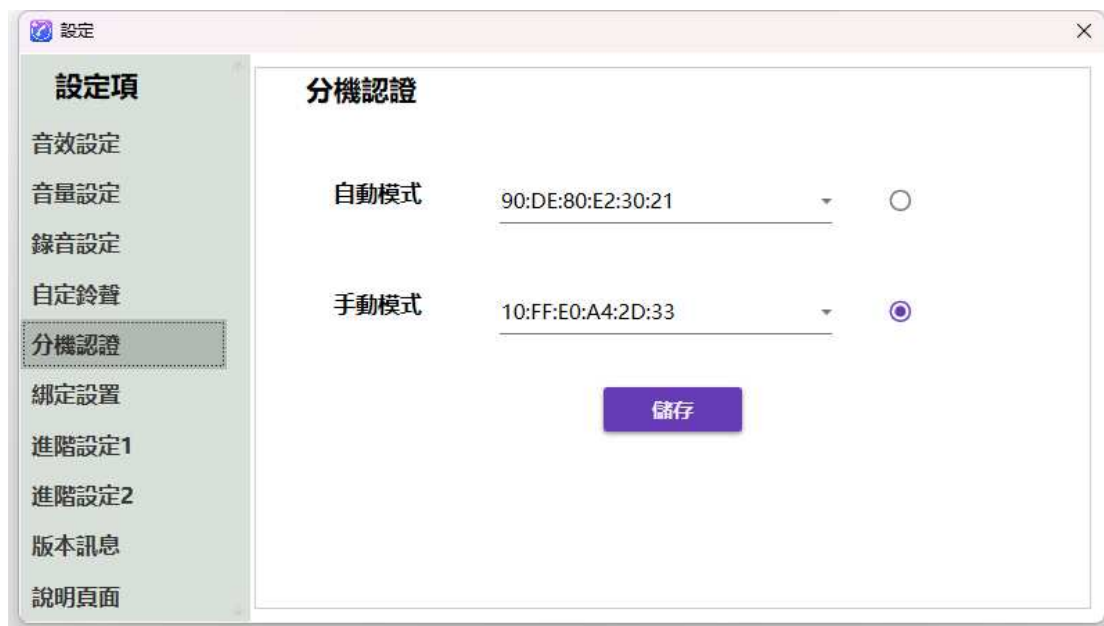 設定
設定項
音效設定
音量設定
錄音設定
自定鈴聲
分機認證
綁定設置
進階設定1
進階設定2
版本訊息
說明頁面
分機認證
自動模式 90:DE:80:E2:30:21
手動模式 10:FF:E0:A4:2D:33
儲存